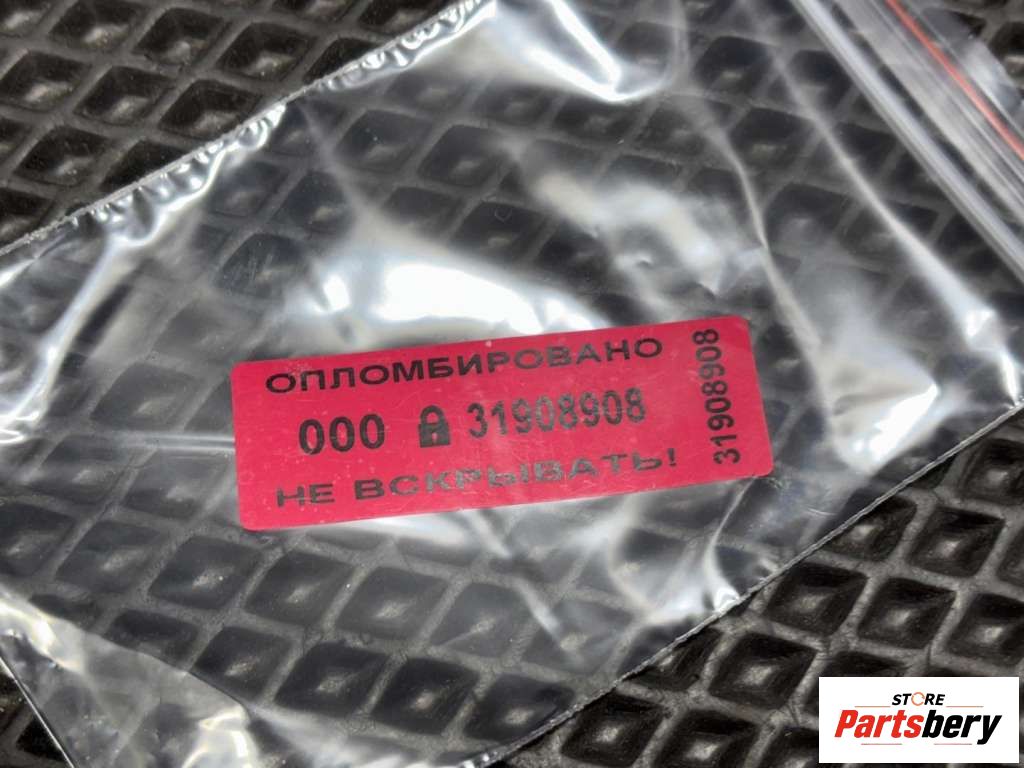 ОПЛОМБИРОВАНО
000 31908908
НЕ ВСКРЫВАТЬ!
31908908
STORE
Partsbery